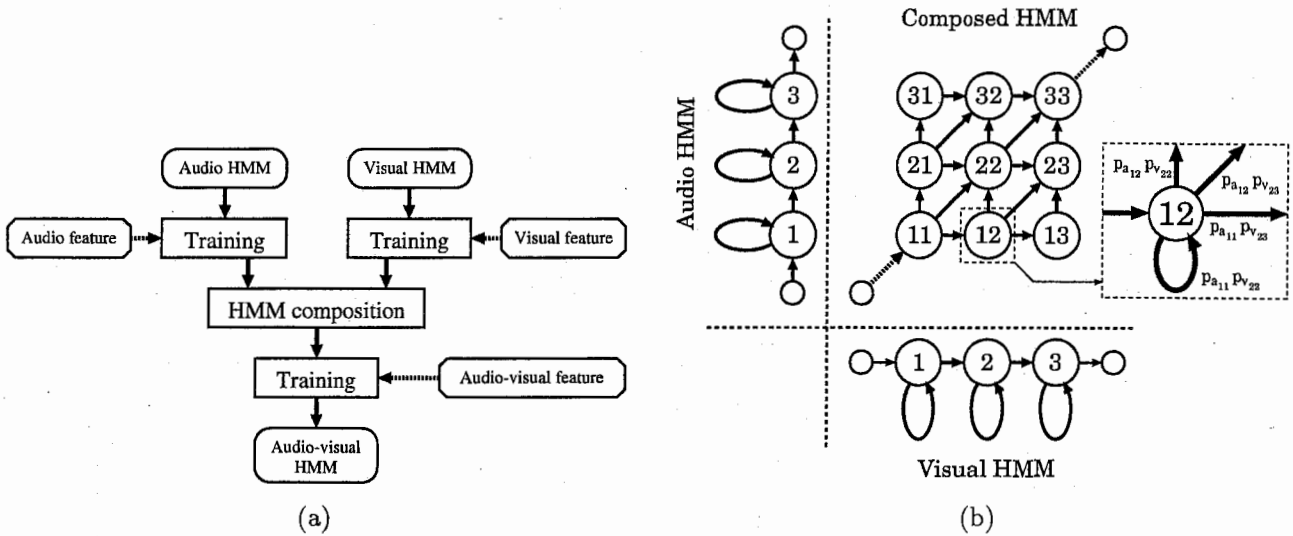 Audio HMM
Visual HMM
Audio feature
Training
Training
Visual feature
HMM composition
Training
Audio-visual feature
Audio-visual
HMM
(a)
Composed HMM
Audio HMM
3
2
1
31
32
33
21
22
23
11
12
13
p_{a_{12}} p_{v_{22}}
p_{a_{12}} p_{v_{23}}
12
p_{a_{11}} p_{v_{23}}
p_{a_{11}} p_{v_{22}}
1
2
3
Visual HMM
(b)